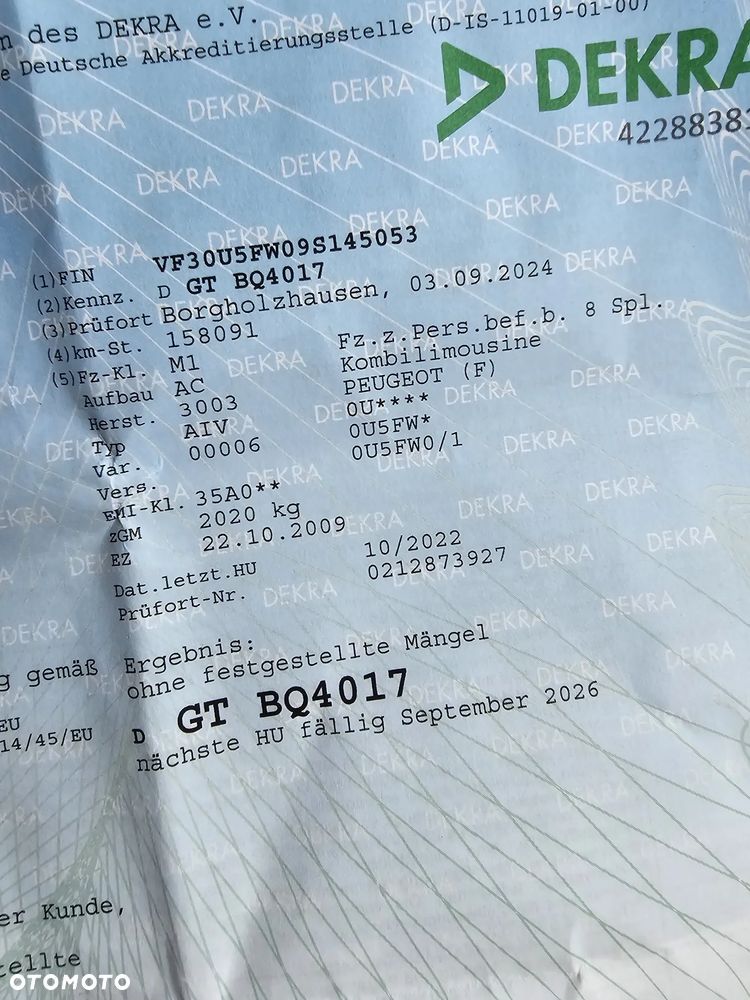 n des DEKRA e.V.
e Deutsche Akkreditierungsstelle (D-IS-11019-01-00)
DEKRA
4228838
(1)FIN VF30U5FW09S145053
(2)Kennz. D GT BQ4017
(3)Prüfort Borgholzhausen, 03.09.2024
(4)km-St. 158091
(5)Fz-Kl. M1 Fz.z.Pers.bef.b. 8 Spl.
Aufbau AC Kombilimousine
Herst. 3003 PEUGEOT (F)
Typ AIV 0U****
Var. 00006 0U5FW*
Vers. 0U5FW0/1
EMI-Kl. 35A0**
zGM 2020 kg
EZ 22.10.2009
Dat.letzt.HU 10/2022
Prüfort-Nr. 0212873927
g gemäß Ergebnis:
ohne festgestellte Mängel
EU
14/45/EU D GT BQ4017
nächste HU fällig September 2026
er Kunde,
tellte
OTOMOTO